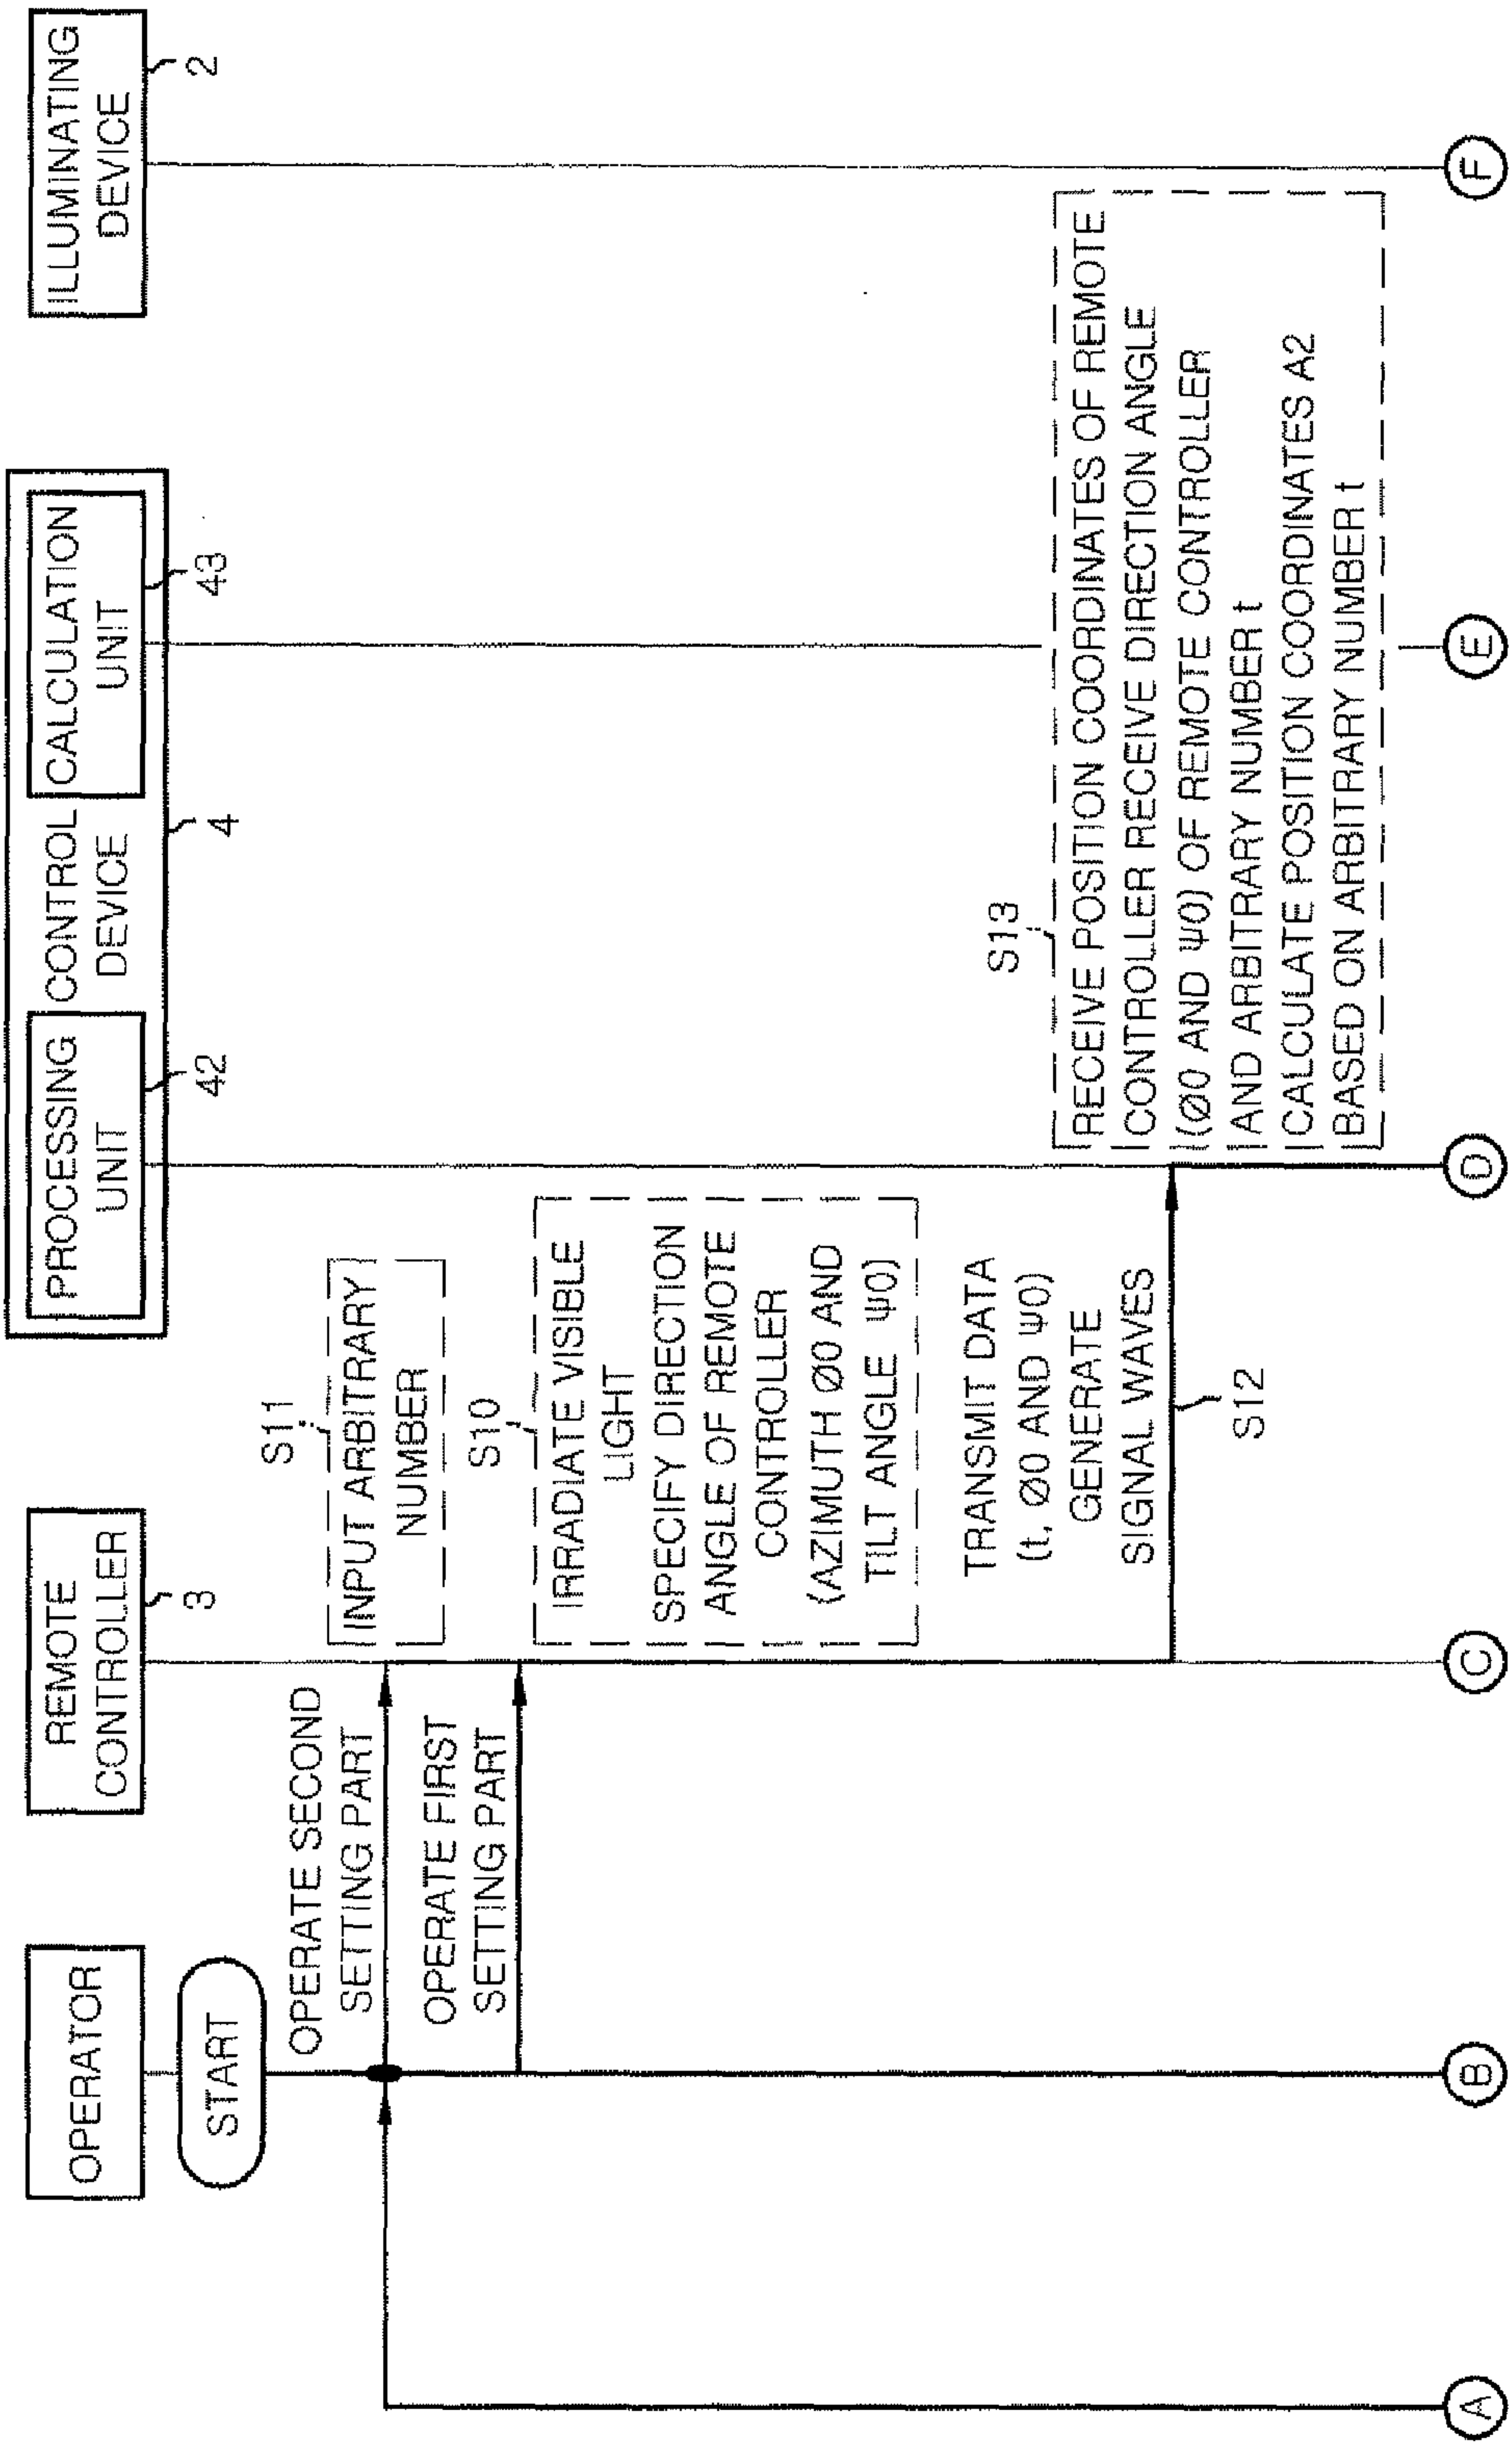 OPERATOR
START
REMOTE
CONTROLLER
3
PROCESSING
UNIT
42
CONTROL
DEVICE
4
CALCULATION
UNIT
43
ILLUMINATING
DEVICE
2
OPERATE SECOND
SETTING PART
S11
INPUT ARBITRARY
NUMBER
OPERATE FIRST
SETTING PART
S10
IRRADIATE VISIBLE
LIGHT
SPECIFY DIRECTION
ANGLE OF REMOTE
CONTROLLER
(AZIMUTH Ø0 AND
TILT ANGLE ψ0)
TRANSMIT DATA
(t, Ø0 AND ψ0)
GENERATE
SIGNAL WAVES
S12
S13
RECEIVE POSITION COORDINATES OF REMOTE
CONTROLLER RECEIVE DIRECTION ANGLE
(Ø0 AND ψ0) OF REMOTE CONTROLLER
AND ARBITRARY NUMBER t
CALCULATE POSITION COORDINATES A2
BASED ON ARBITRARY NUMBER t
A
B
C
D
E
F